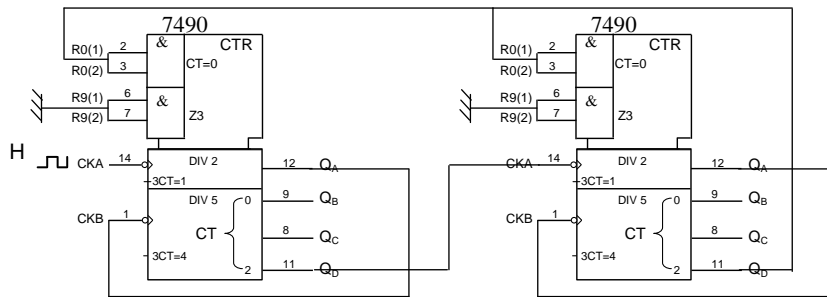 7490 7490
& CTR & CTR
R0(1) 2 R0(1) 2
CT=0 CT=0
R0(2) 3 R0(2) 3
R9(1) 6 & R9(1) 6 &
R9(2) 7 Z3 R9(2) 7 Z3
H CKA 14 DIV 2 12 QA CKA 14 DIV 2 12 QA
3CT=1 3CT=1
DIV 5 0 9 QB DIV 5 0 9 QB
CKB 1 CKB 1
CT 8 QC CT 8 QC
3CT=4 3CT=4
2 11 QD 2 11 QD